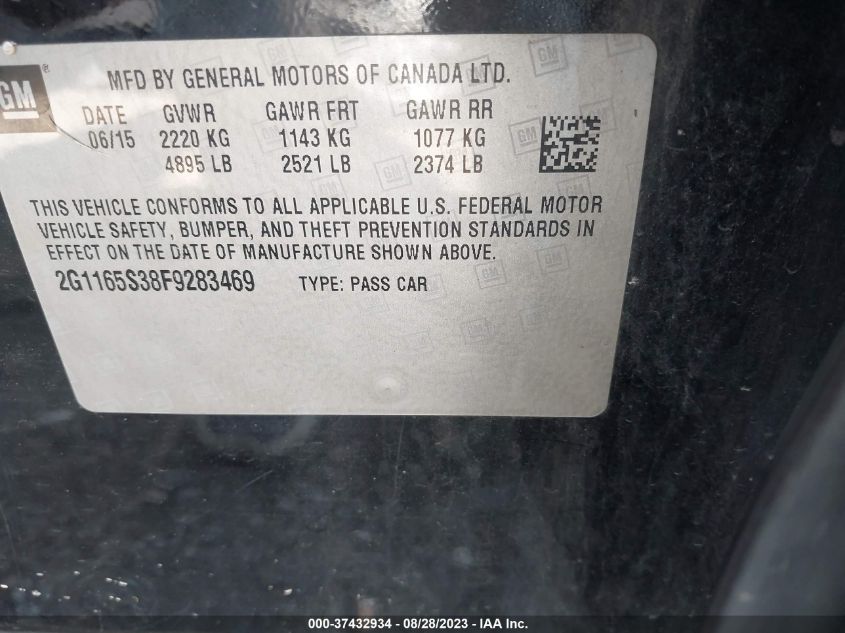 GM ®
MFD BY GENERAL MOTORS OF CANADA LTD.
DATE GVWR GAWR FRT GAWR RR
06/15 2220 KG 1143 KG 1077 KG
4895 LB 2521 LB 2374 LB
THIS VEHICLE CONFORMS TO ALL APPLICABLE U.S. FEDERAL MOTOR
VEHICLE SAFETY, BUMPER, AND THEFT PREVENTION STANDARDS IN
EFFECT ON THE DATE OF MANUFACTURE SHOWN ABOVE.
2G1165S38F9283469 TYPE: PASS CAR
000-37432934 - 08/28/2023 - IAA Inc.